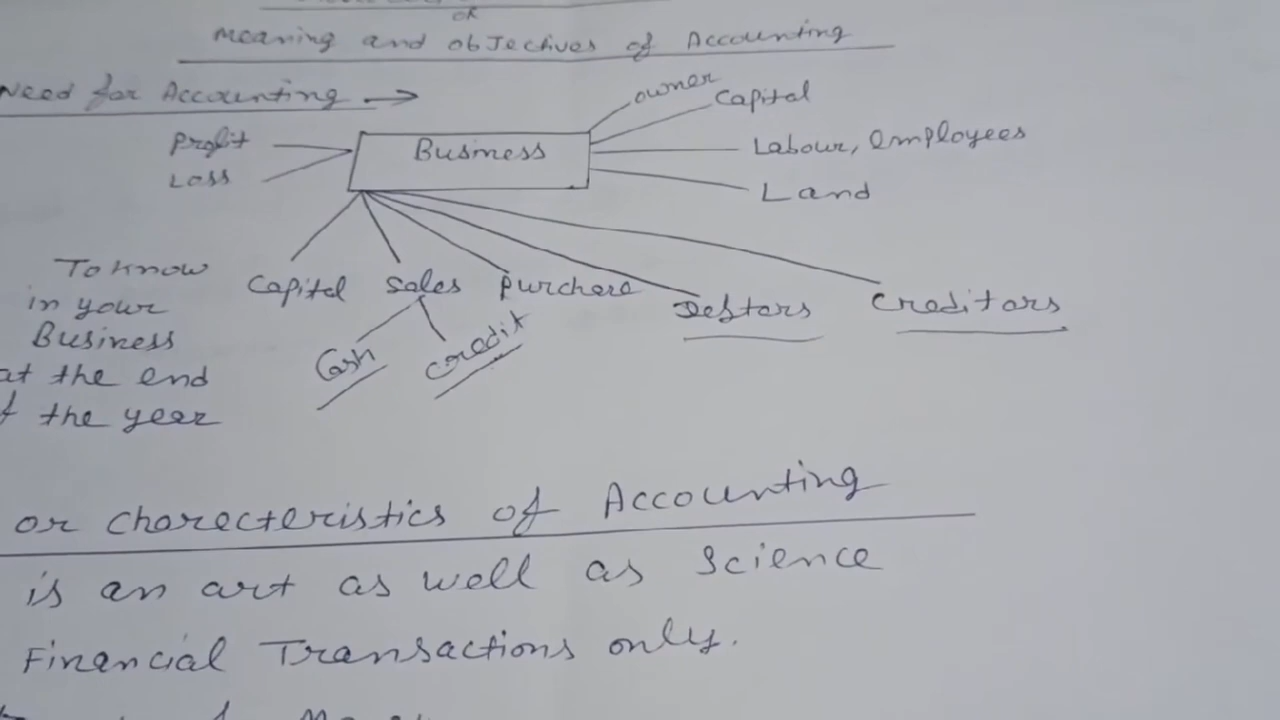 or
Meaning and objectives of Accounting
Need for Accounting →
owner
Capital
Labour, Employees
Land
Profit
Loss
Business
Capital
Sales
Purchase
Debtors
Creditors
Cash
Credit
To know
in your
Business
at the end
of the year
or Charecteristics of Accounting
is an art as well as Science
Financial Transactions only.